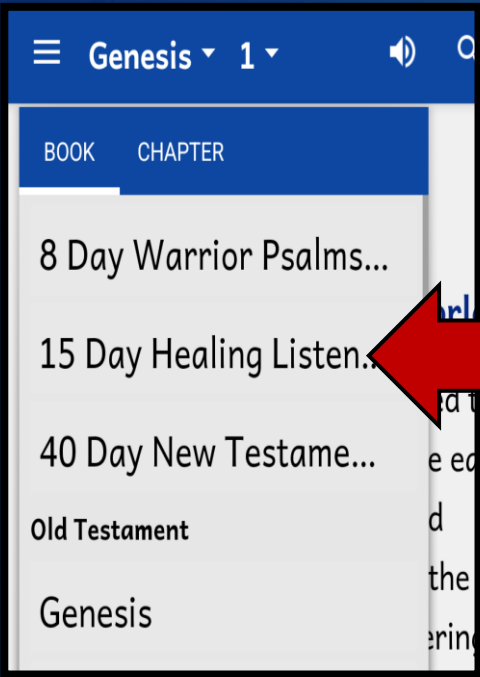 Genesis 1
BOOK CHAPTER
8 Day Warrior Psalms...
15 Day Healing Listen..
40 Day New Testame...
Old Testament
Genesis
the